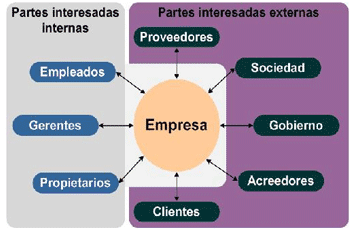 Partes interesadas
internas
Partes interesadas externas
Proveedores
Empleados
Sociedad
Gerentes
Empresa
Gobierno
Propietarios
Acreedores
Clientes